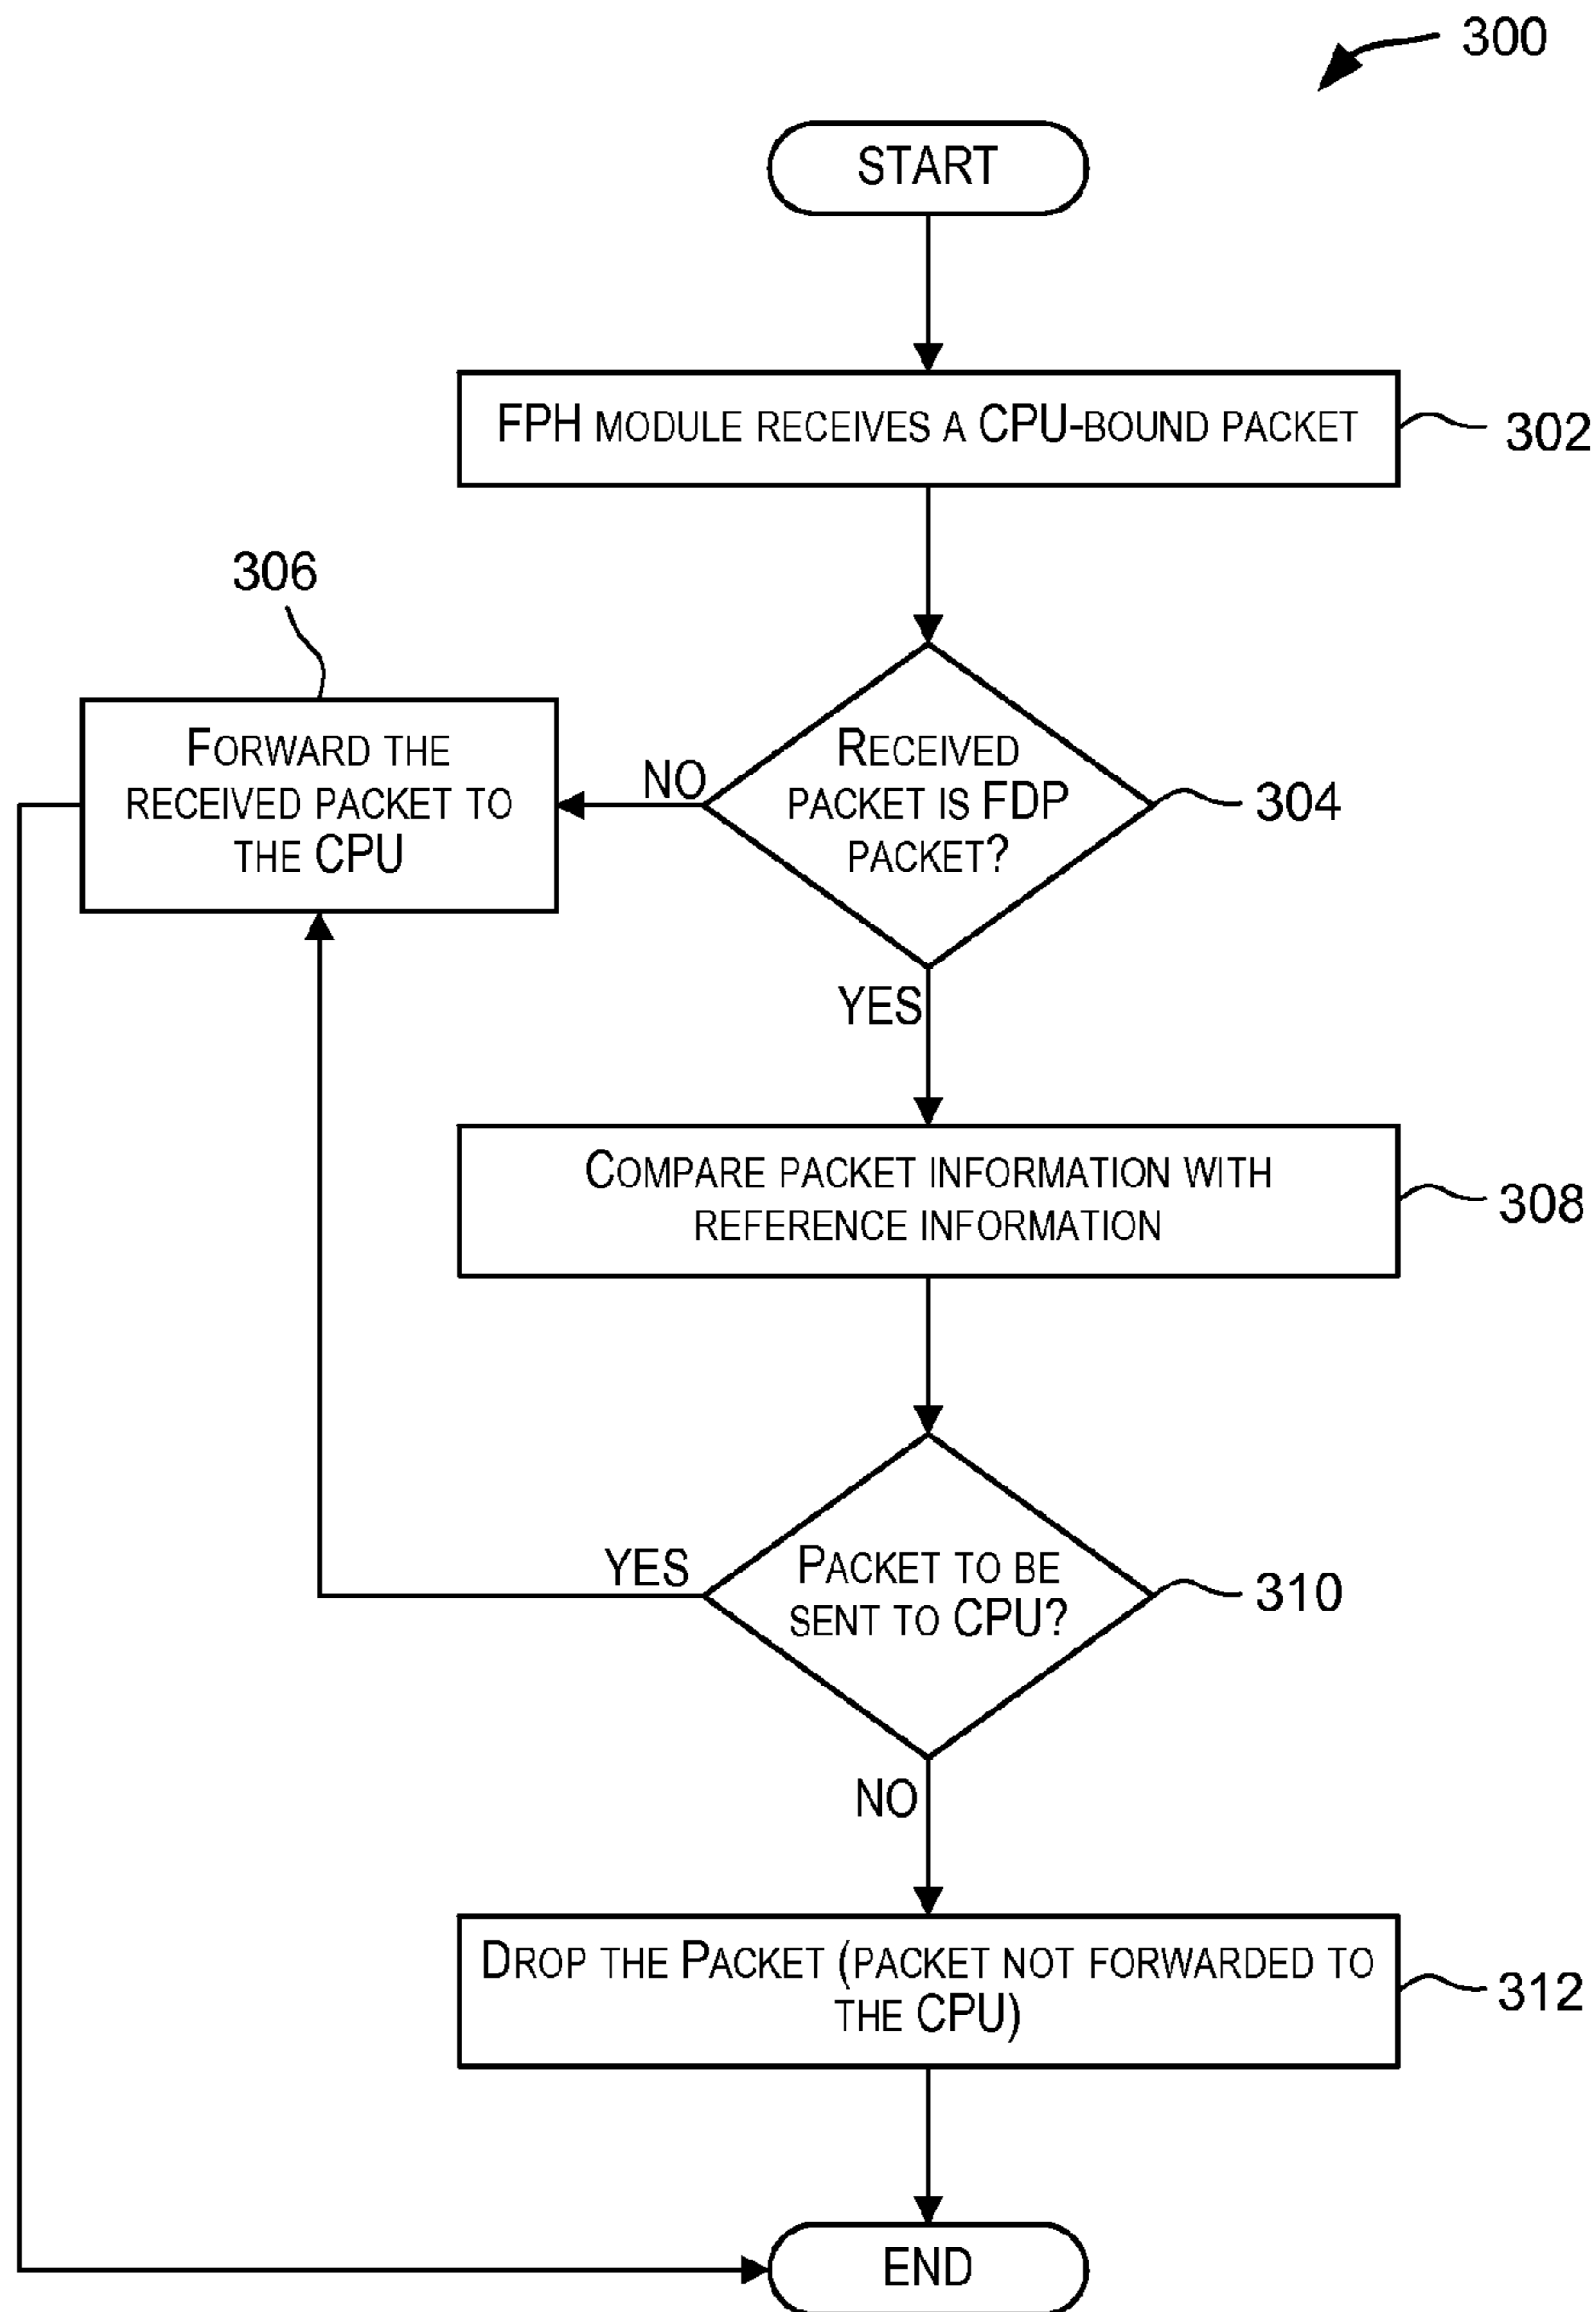 300
START
FPH MODULE RECEIVES A CPU-BOUND PACKET
302
306
FORWARD THE
RECEIVED PACKET TO
THE CPU
NO
RECEIVED
PACKET IS FDP
PACKET?
304
YES
COMPARE PACKET INFORMATION WITH
REFERENCE INFORMATION
308
YES
PACKET TO BE
SENT TO CPU?
310
NO
DROP THE PACKET (PACKET NOT FORWARDED TO
THE CPU)
312
END